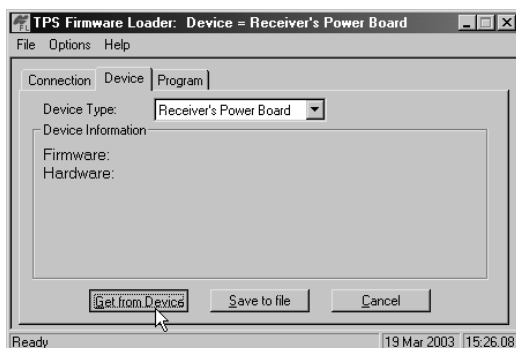 TPS Firmware Loader: Device = Receiver's Power Board
File Options Help
Connection Device Program
Device Type: Receiver's Power Board
Device Information
Firmware:
Hardware:
Get from Device Save to file Cancel
Ready 19 Mar 2003 15:26.08